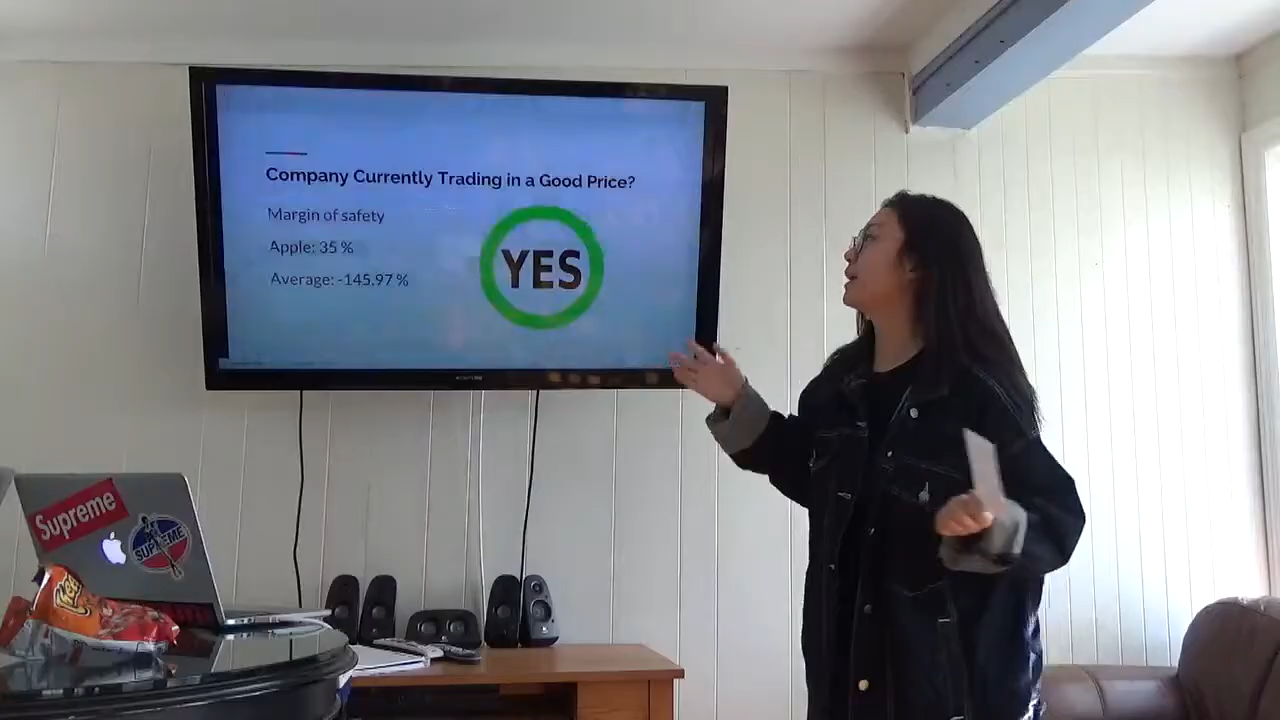 Company Currently Trading in a Good Price?
Margin of safety
Apple: 35 %
Average: -145.97 %
YES
Supreme
SUPREME